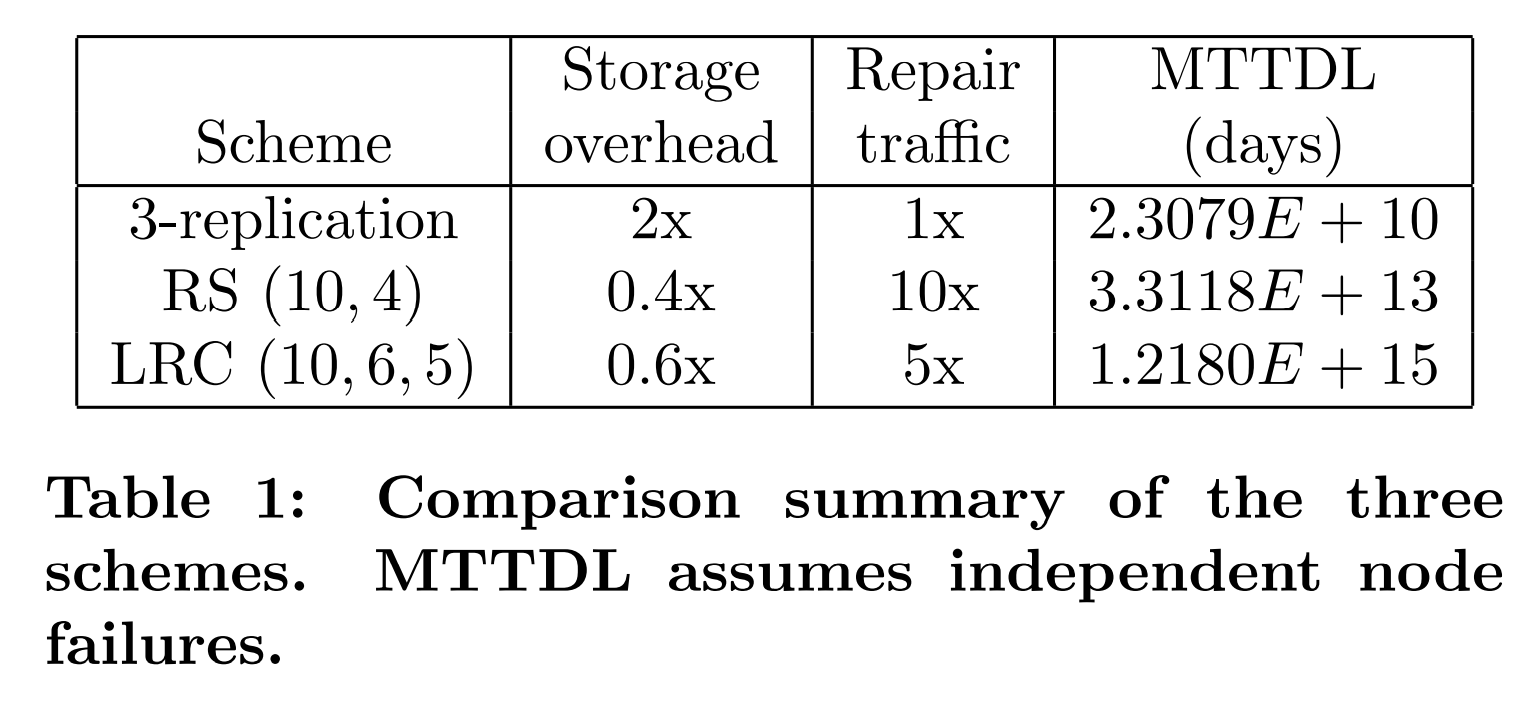 Scheme Storage overhead Repair traffic MTTDL (days)
3-replication 2x 1x 2.3079E + 10
RS (10, 4) 0.4x 10x 3.3118E + 13
LRC (10, 6, 5) 0.6x 5x 1.2180E + 15
Table 1: Comparison summary of the three
schemes. MTTDL assumes independent node
failures.